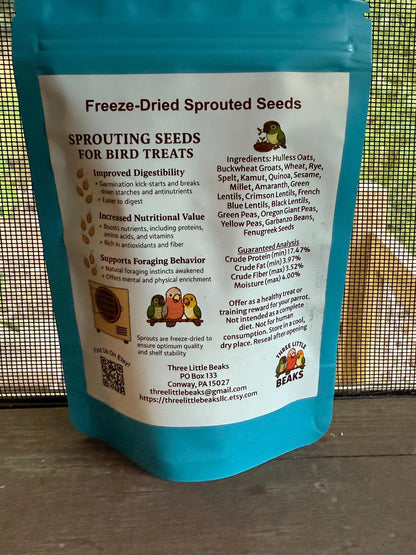 Freeze-Dried Sprouted Seeds
SPROUTING SEEDS
FOR BIRD TREATS
Improved Digestibility
• Germination kick-starts and breaks
down starches and antinutrients
• Easier to digest
Increased Nutritional Value
• Boosts nutrients, including proteins,
amino acids, and vitamins
• Rich in antioxidants and fiber
Supports Foraging Behavior
• Natural foraging instincts awakened
• Offers mental and physical enrichment
Sprouts are freeze-dried to
ensure optimum quality
and shelf stability
Find Us On Etsy!
Ingredients: Hulless Oats,
Buckwheat Groats, Wheat, Rye,
Spelt, Kamut, Quinoa, Sesame,
Millet, Amaranth, Green
Lentils, Crimson Lentils, French
Blue Lentils, Black Lentils,
Green Peas, Oregon Giant Peas,
Yellow Peas, Garbanzo Beans,
Fenugreek Seeds
Guaranteed Analysis
Crude Protein (min) 17.47%
Crude Fat (min) 3.97%
Crude Fiber (max) 3.52%
Moisture (max) 4.00%
Offer as a healthy treat or
training reward for your parrot.
Not intended as a complete
diet. Not for human
consumption. Store in a cool,
dry place. Reseal after opening
THREE LITTLE
BEAKS
Three Little Beaks
PO Box 133
Conway, PA 15027
threelittlebeaks@gmail.com
https://threelittlebeaksllc.etsy.com